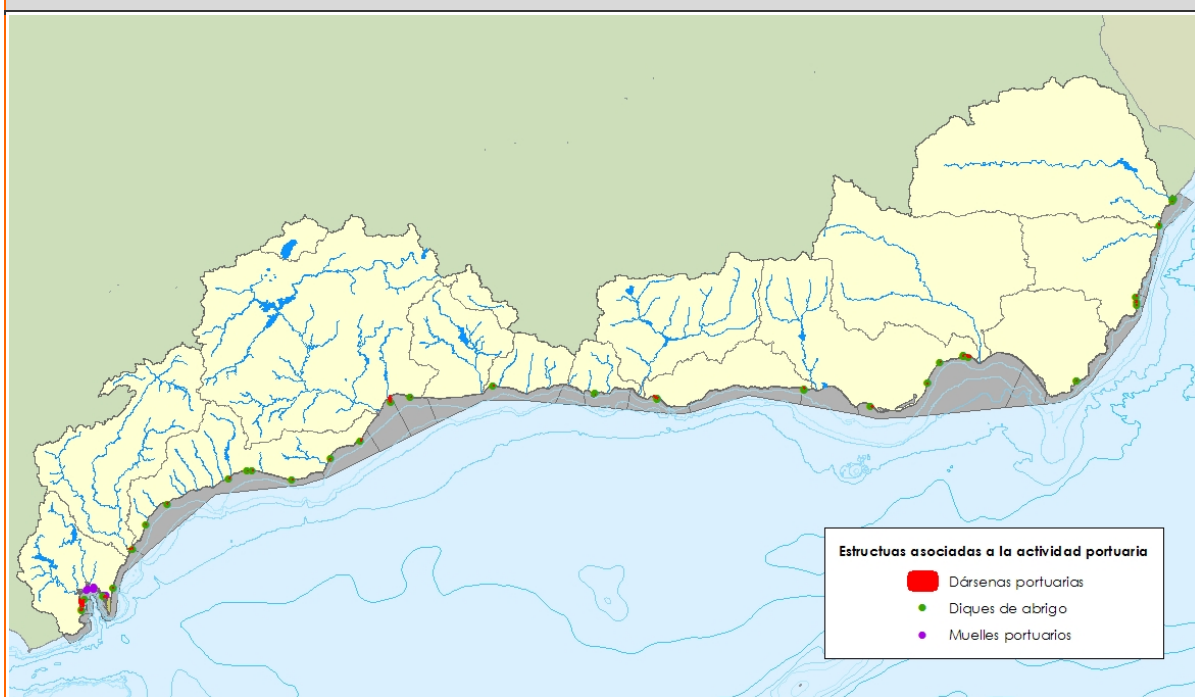 Estructuas asociadas a la actividad portuaria
Dársenas portuarias
Diques de abrigo
Muelles portuarios